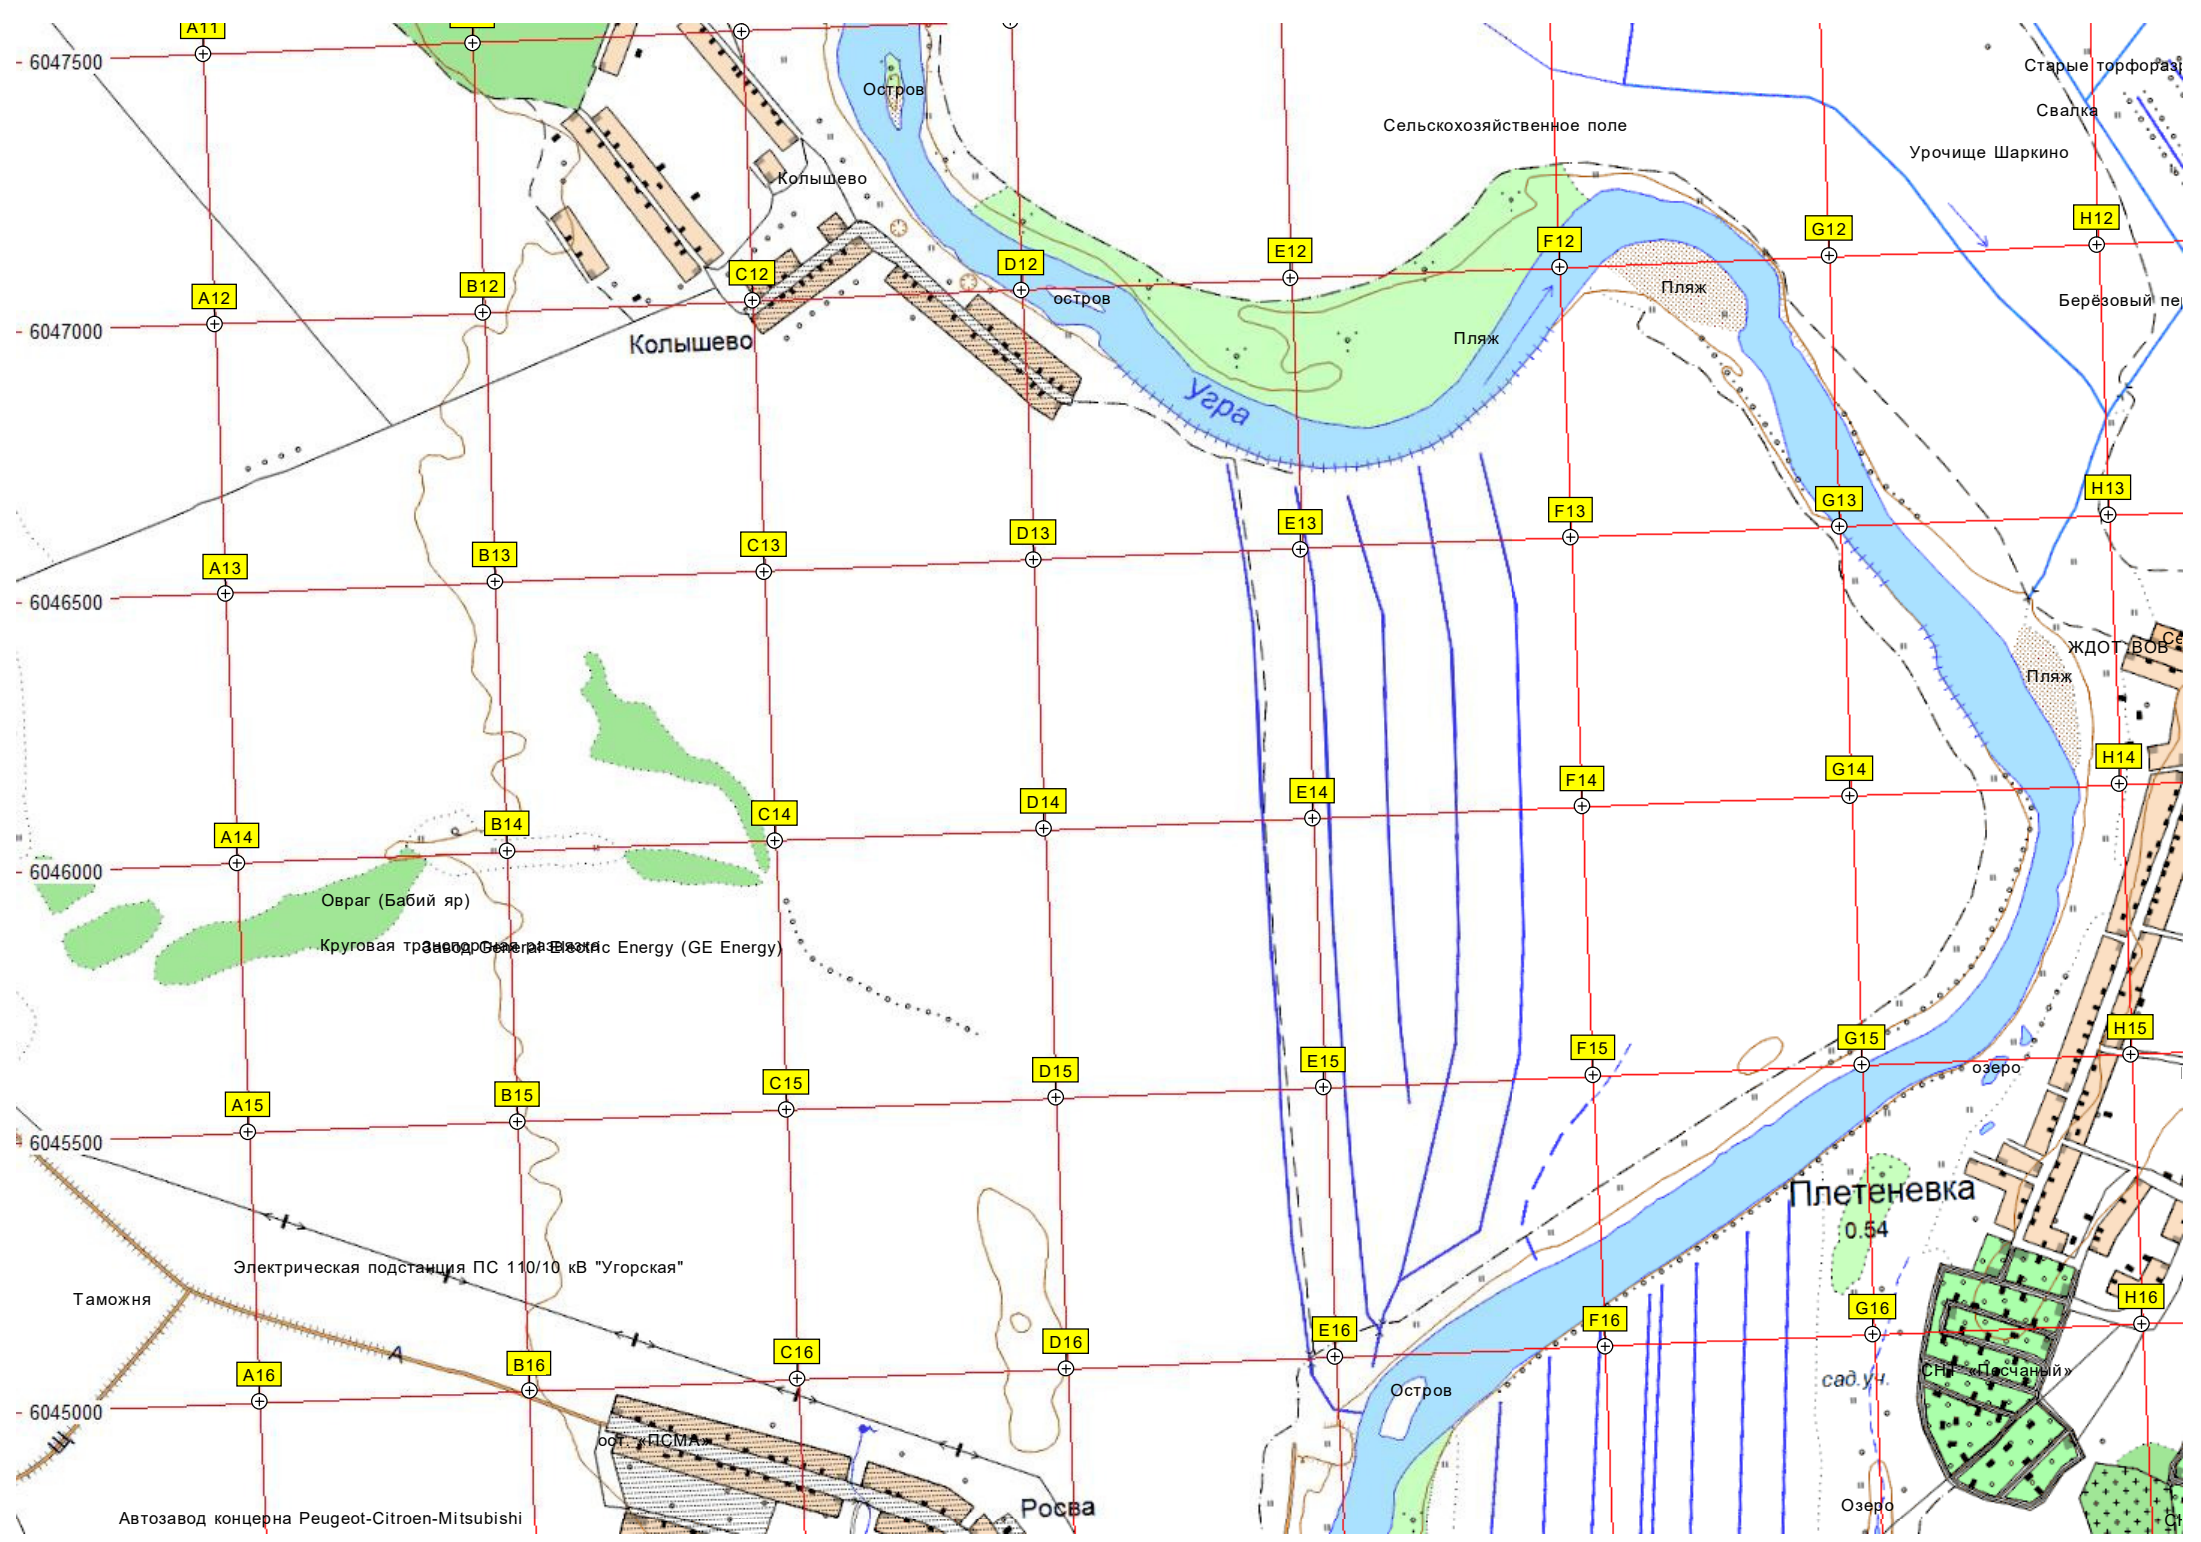 A11
6047500
Остров
Старые торфораз
Свалка
Сельскохозяйственное поле
Урочище Шаркино
Колышево
H12
G12
F12
E12
D12
C12
B12
A12
остров
Пляж
Берёзовый пе
6047000
Колышево
Пляж
Угра
H13
G13
F13
E13
D13
C13
B13
A13
6046500
ЖДОТ ВОВ
Пляж
H14
G14
F14
E14
D14
C14
B14
A14
6046000
Овраг (Бабий яр)
Круговая транспортная развязка
Завод General Electric Energy (GE Energy)
H15
G15
F15
E15
D15
C15
B15
A15
озеро
6045500
Плетеневка
0.54
Электрическая подстанция ПС 110/10 кВ "Угорская"
Таможня
H16
G16
F16
E16
D16
C16
B16
A16
А
сад.уч.
СНТ «Песчаный»
Остров
6045000
ост. «ПСМА»
Росва
Озеро
Автозавод концерна Peugeot-Citroen-Mitsubishi